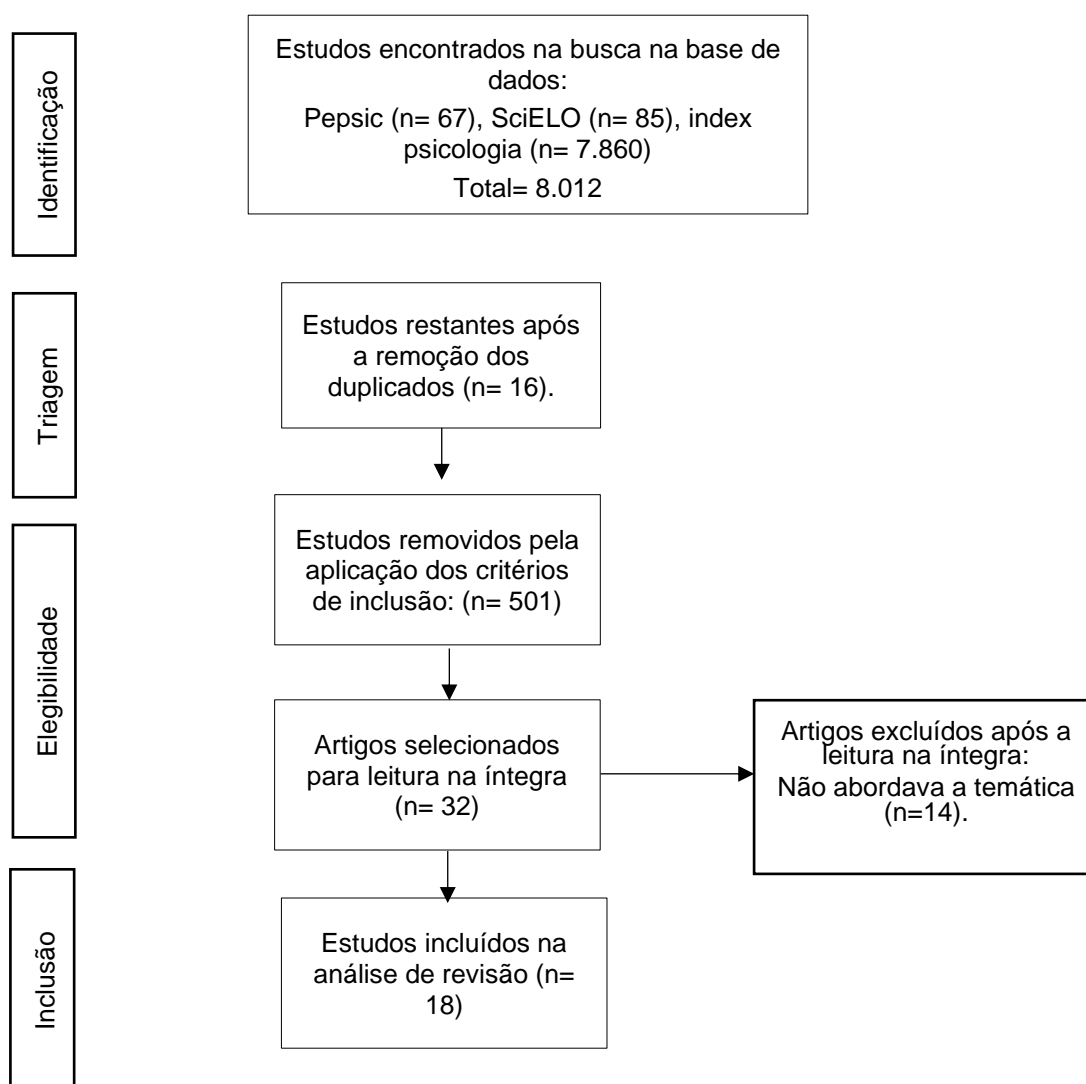 Identificação
Estudos encontrados na busca na base de
dados:
Pepsic (n= 67), SciELO (n= 85), index
psicologia (n= 7.860)
Total= 8.012
Triagem
Estudos restantes após
a remoção dos
duplicados (n= 16).
Elegibilidade
Estudos removidos pela
aplicação dos critérios
de inclusão: (n= 501)
Artigos selecionados
para leitura na íntegra
(n= 32)
Artigos excluídos após a
leitura na íntegra:
Não abordava a temática
(n=14).
Inclusão
Estudos incluídos na
análise de revisão (n=
18)